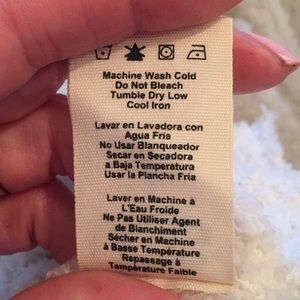 Machine Wash Cold
Do Not Bleach
Tumble Dry Low
Cool Iron
Lavar en Lavadora con
Agua Fría
No Usar Blanqueador
Secar en Secadora
a Baja Temperatura
Usar la Plancha Fría
Laver en Machine à
L'Eau Froide
Ne Pas Utiliser Agent
de Blanchiment
Sécher en Machine
à Basse Température
Repassage à
Température Faible